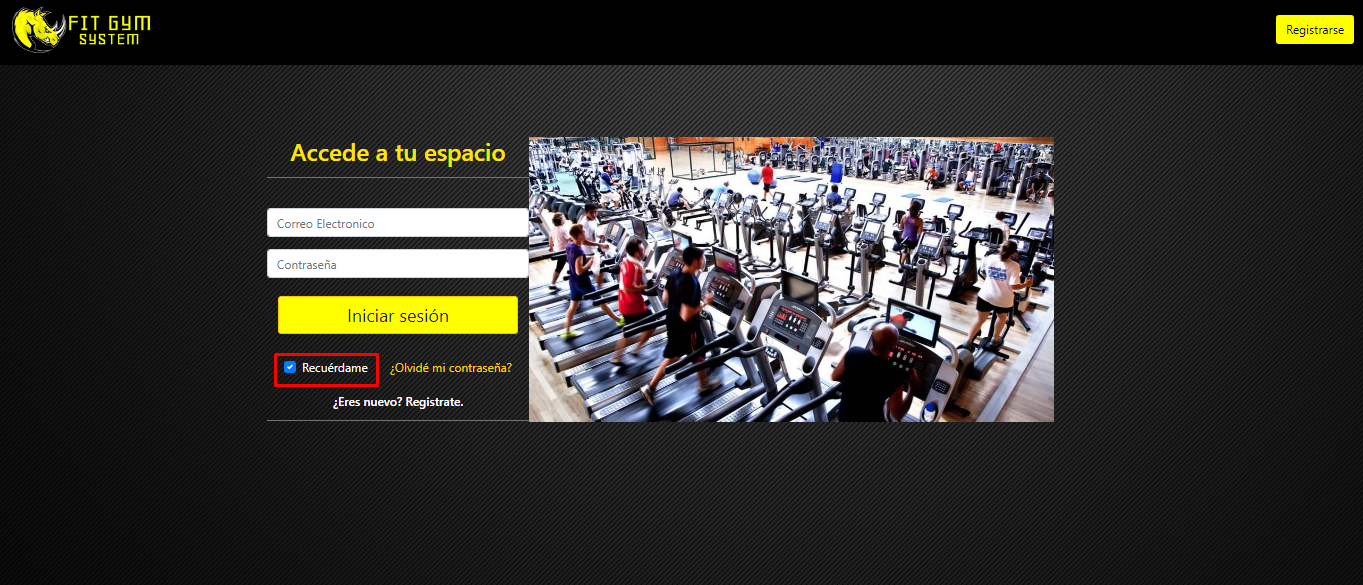 FIT GYM
SYSTEM
Registrarse
Accede a tu espacio
Correo Electronico
Contraseña
Iniciar sesión
Recuérdame
¿Olvidé mi contraseña?
¿Eres nuevo? Registrate.